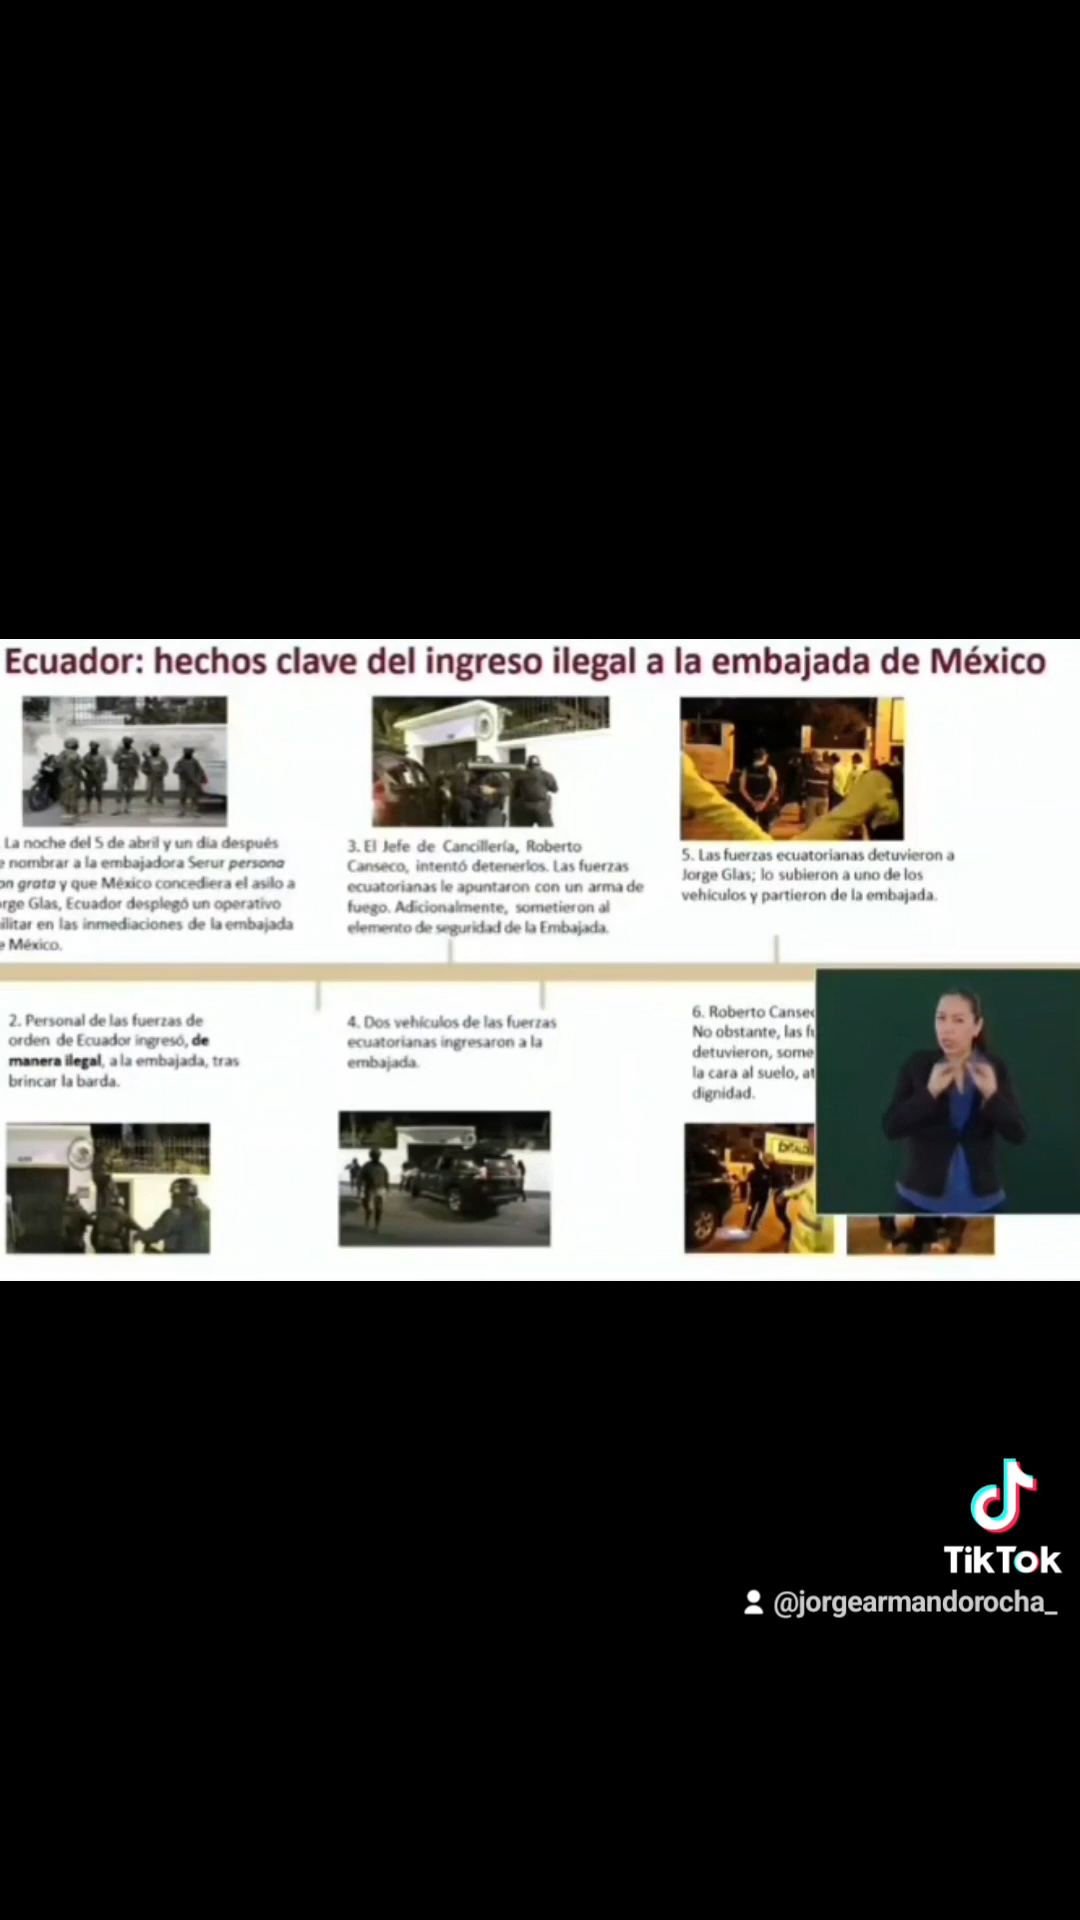 Ecuador: hechos clave del ingreso ilegal a la embajada de México
La noche del 5 de abril y un día después
e nombrar a la embajadora Serur persona
on grata y que México concediera el asilo a
orge Glas, Ecuador desplegó un operativo
ilitar en las inmediaciones de la embajada
e México.
3. El Jefe de Cancillería, Roberto
Canseco, intentó detenerlos. Las fuerzas
ecuatorianas le apuntaron con un arma de
fuego. Adicionalmente, sometieron al
elemento de seguridad de la Embajada.
5. Las fuerzas ecuatorianas detuvieron a
Jorge Glas; lo subieron a uno de los
vehículos y partieron de la embajada.
2. Personal de las fuerzas de
orden de Ecuador ingresó, de
manera ilegal, a la embajada, tras
brincar la barda.
4. Dos vehículos de las fuerzas
ecuatorianas ingresaron a la
embajada.
6. Roberto Cansec
No obstante, las f
detuvieron, some
la cara al suelo, at
dignidad.
TikTok
@jorgearmandorocha_